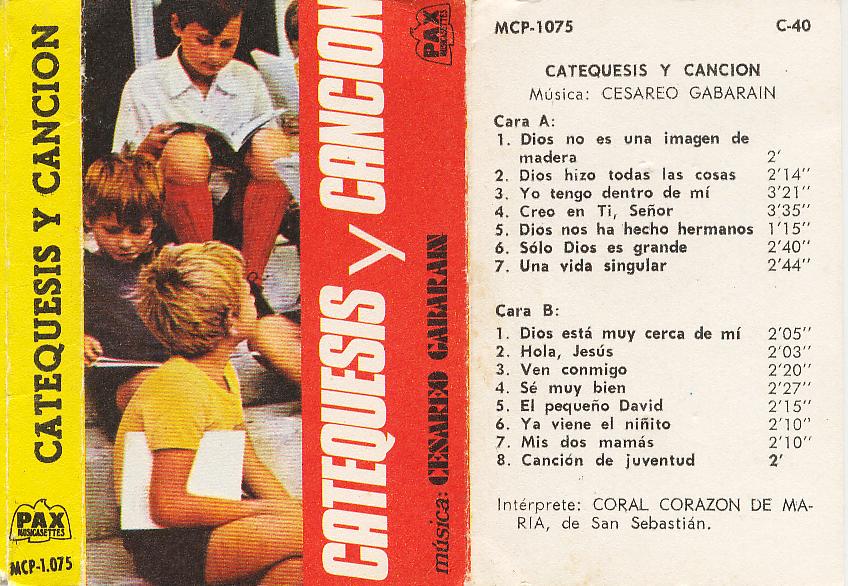 CATEQUESIS Y CANCION
PAX
MUSICASETTES
MCP-1.075
CATEQUESIS y CANCION
música: CESAREO GABARAIN
PAX
MUSICASETTES
MCP-1075 C-40
CATEQUESIS Y CANCION
Música: CESAREO GABARAIN
Cara A:
1. Dios no es una imagen de
madera 2'
2. Dios hizo todas las cosas 2'14''
3. Yo tengo dentro de mí 3'21''
4. Creo en Ti, Señor 3'35''
5. Dios nos ha hecho hermanos 1'15''
6. Sólo Dios es grande 2'40''
7. Una vida singular 2'44''
Cara B:
1. Dios está muy cerca de mí 2'05''
2. Hola, Jesús 2'03''
3. Ven conmigo 2'20''
4. Sé muy bien 2'27''
5. El pequeño David 2'15''
6. Ya viene el niñito 2'10''
7. Mis dos mamás 2'10''
8. Canción de juventud 2'
Intérprete: CORAL CORAZON DE MA-
RIA, de San Sebastián.